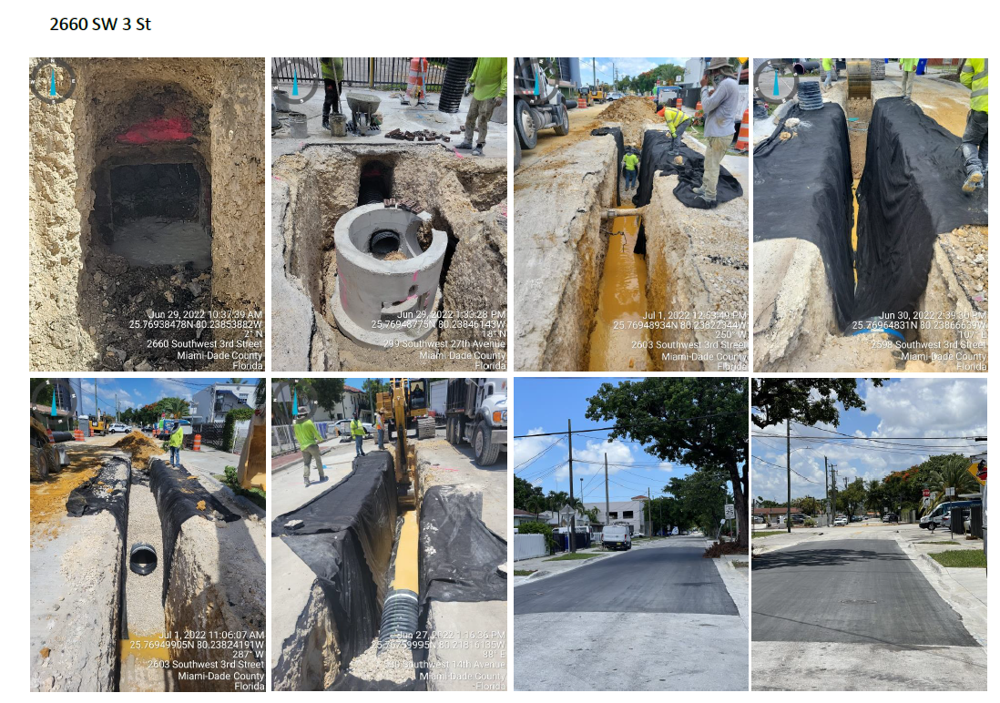 2660 SW 3 St
Jun 29, 2022 10:37:39 AM
25.76938478N 80.23853882W
2° N
2660 Southwest 3rd Street
Miami-Dade County
Florida
Jun 29, 2022 1:33:28 PM
25.76948775N 80.23846143W
18° N
299 Southwest 27th Avenue
Miami-Dade County
Florida
Jul 1, 2022 12:53:49 PM
25.76948934N 80.23822344W
250° W
2603 Southwest 3rd Street
Miami-Dade County
Florida
Jun 30, 2022 2:39:30 PM
25.76964831N 80.23866639W
107° E
2598 Southwest 3rd Street
Miami-Dade County
Florida
Jul 1, 2022 11:06:07 AM
25.76949905N 80.23824191W
287° W
2603 Southwest 3rd Street
Miami-Dade County
Florida
Jun 27, 2022 1:16:36 PM
25.76759995N 80.21816135W
88° E
Southwest 14th Avenue
Miami-Dade County
Florida